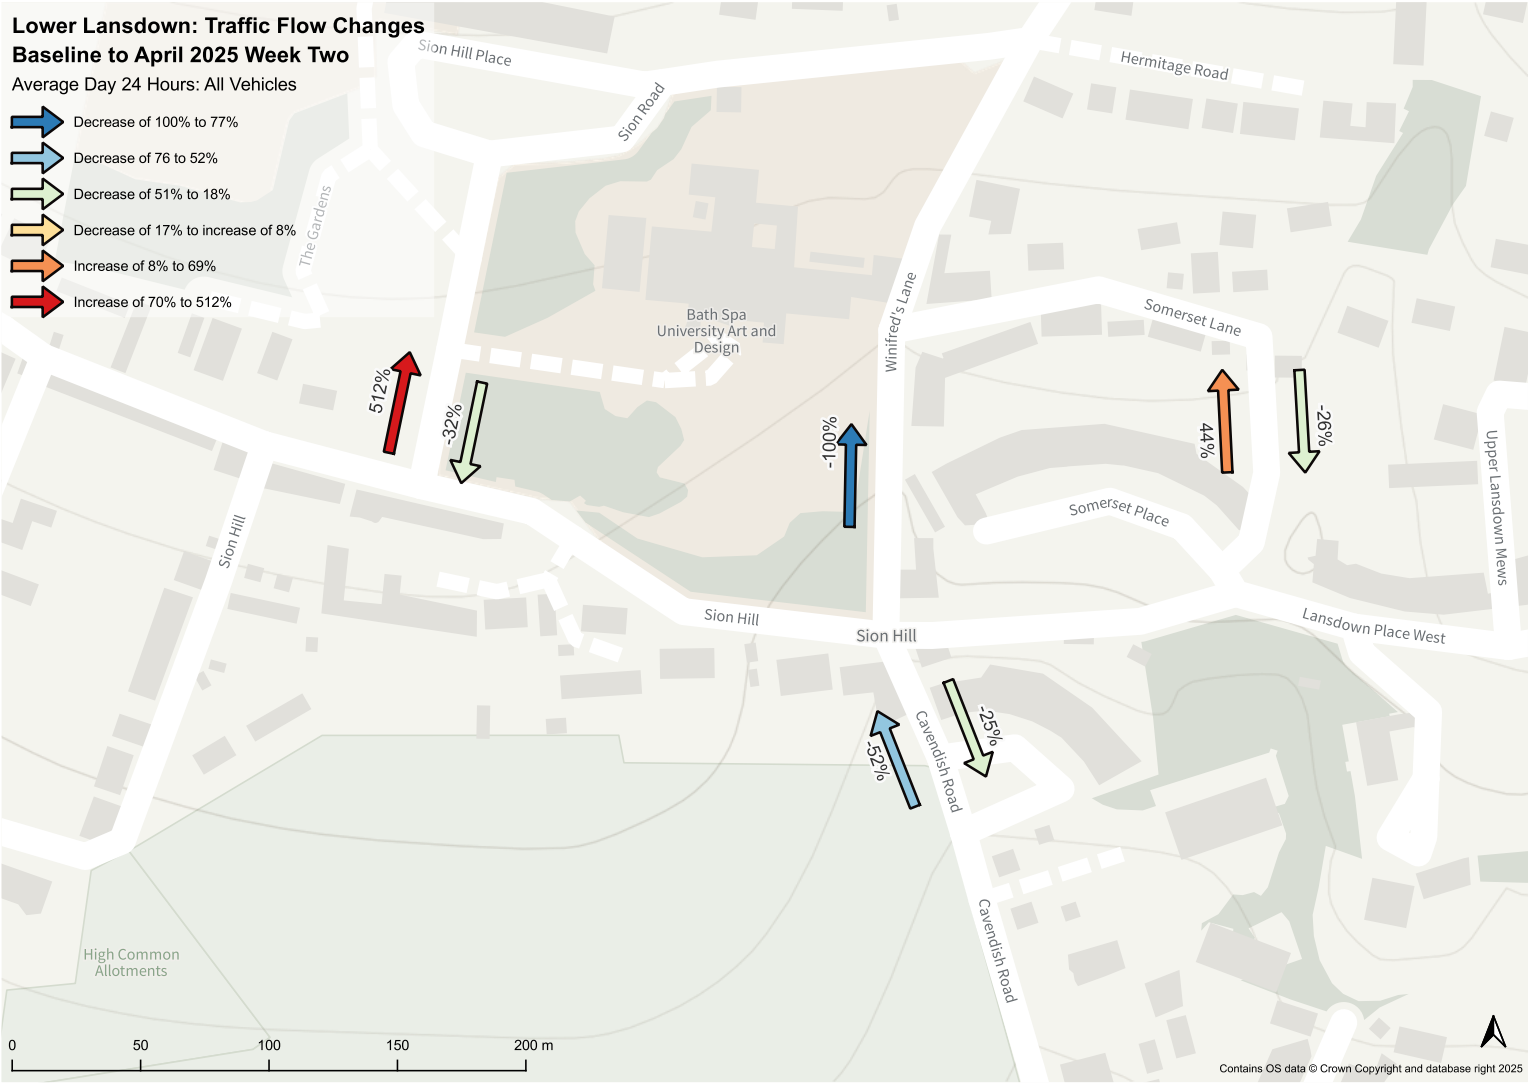 Lower Lansdown: Traffic Flow Changes
Baseline to April 2025 Week Two
Average Day 24 Hours: All Vehicles
Decrease of 100% to 77%
Decrease of 76 to 52%
Decrease of 51% to 18%
Decrease of 17% to increase of 8%
Increase of 8% to 69%
Increase of 70% to 512%
Sion Hill Place
Sion Road
Hermitage Road
The Gardens
Bath Spa
University Art and
Design
Winifred's Lane
Somerset Lane
512%
-32%
-100%
44%
-26%
Upper Lansdown Mews
Somerset Place
Sion Hill
Sion Hill
Sion Hill
Lansdown Place West
-52%
-25%
Cavendish Road
Cavendish Road
High Common
Allotments
0 50 100 150 200 m
Contains OS data © Crown Copyright and database right 2025